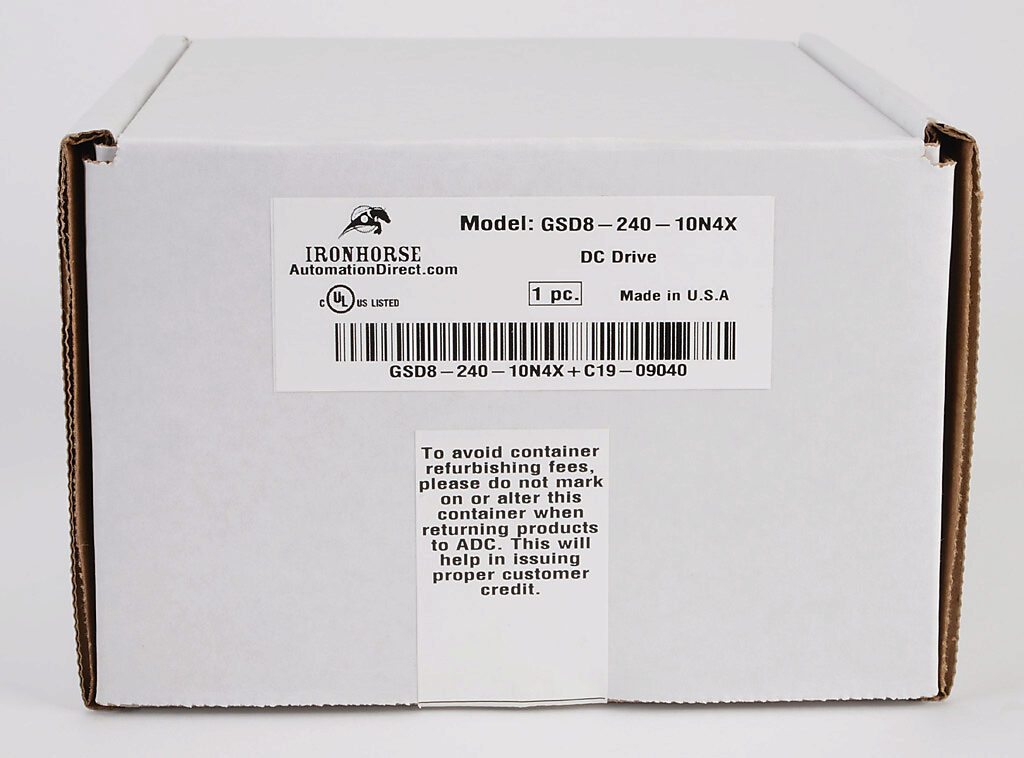 IRONHORSE
AutomationDirect.com
Model: GSD8-240-10N4X
DC Drive
c UL US LISTED
1 pc.
Made in U.S.A
GSD8-240-10N4X+C19-09040
To avoid container
refurbishing fees,
please do not mark
on or alter this
container when
returning products
to ADC. This will
help in issuing
proper customer
credit.